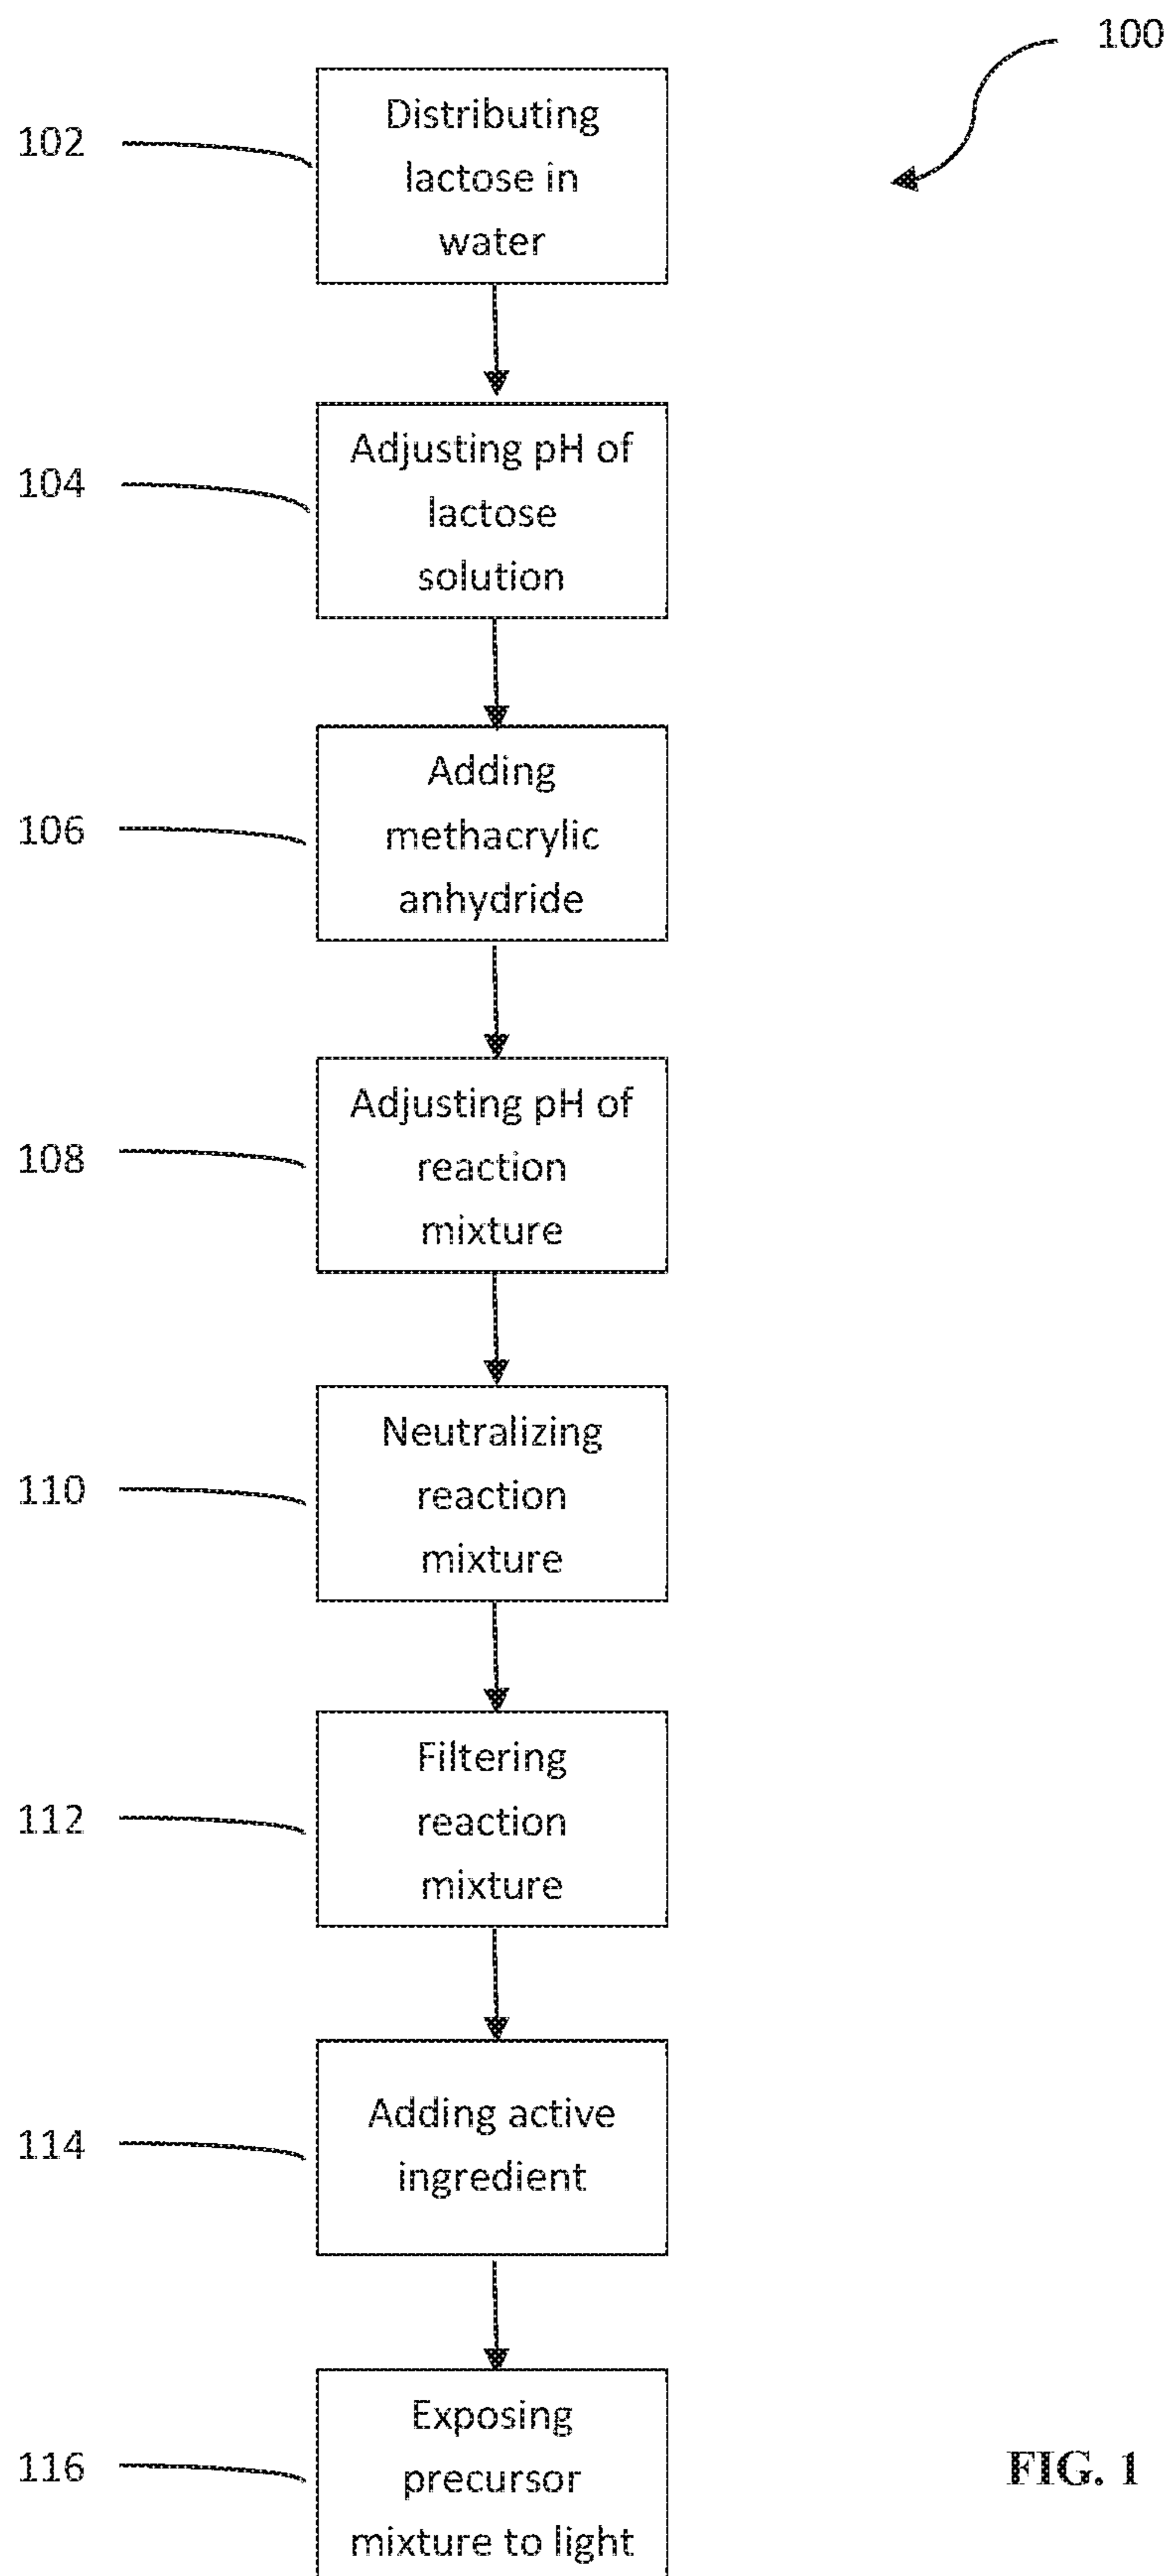 100
102
Distributing
lactose in
water
104
Adjusting pH of
lactose
solution
106
Adding
methacrylic
anhydride
108
Adjusting pH of
reaction
mixture
110
Neutralizing
reaction
mixture
112
Filtering
reaction
mixture
114
Adding active
ingredient
116
Exposing
precursor
mixture to light
FIG. 1